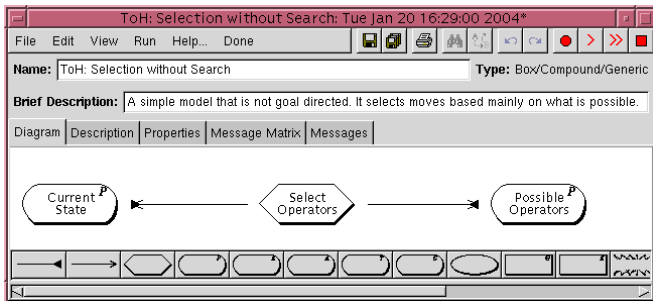 ToH: Selection without Search: Tue Jan 20 16:29:00 2004*
File Edit View Run Help... Done
Name: ToH: Selection without Search Type: Box/Compound/Generic
Brief Description: A simple model that is not goal directed. It selects moves based mainly on what is possible.
Diagram Description Properties Message Matrix Messages
Current P
State
Select
Operators
Possible P
Operators